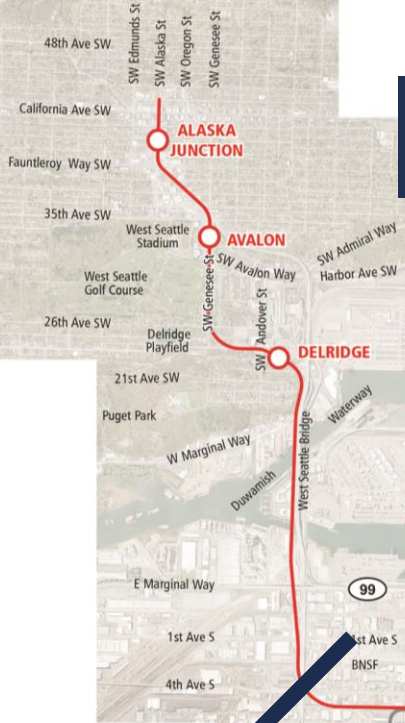 SW Edmunds St
SW Alaska St
SW Oregon St
SW Genesee St
48th Ave SW
California Ave SW
ALASKA
JUNCTION
Fauntleroy Way SW
35th Ave SW
West Seattle
Stadium
AVALON
SW Admiral Way
SW Avalon Way
Harbor Ave SW
West Seattle
Golf Course
SW Genesee St
SW Andover St
26th Ave SW
Delridge
Playfield
DELRIDGE
21st Ave SW
Puget Park
Waterway
W Marginal Way
West Seattle Bridge
Duwamish
E Marginal Way
99
1st Ave S
1st Ave S
BNSF
4th Ave S